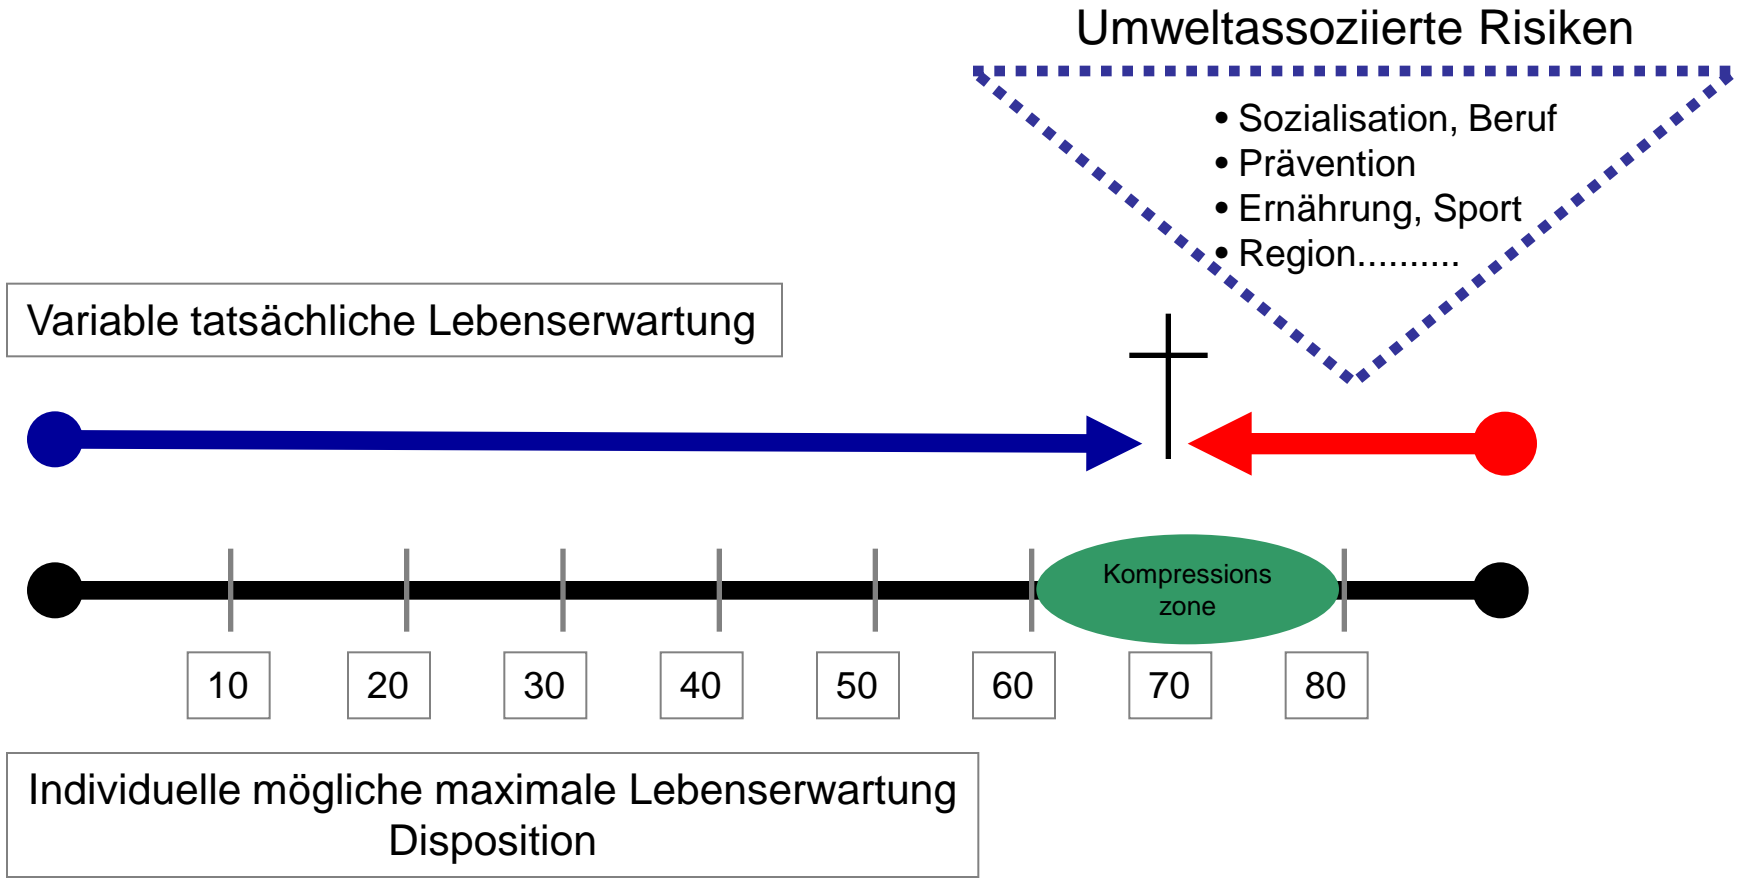 Umweltassoziierte Risiken
• Sozialisation, Beruf
• Prävention
• Ernährung, Sport
• Region..........
Variable tatsächliche Lebenserwartung
Kompressions
zone
10 20 30 40 50 60 70 80
Individuelle mögliche maximale Lebenserwartung
Disposition